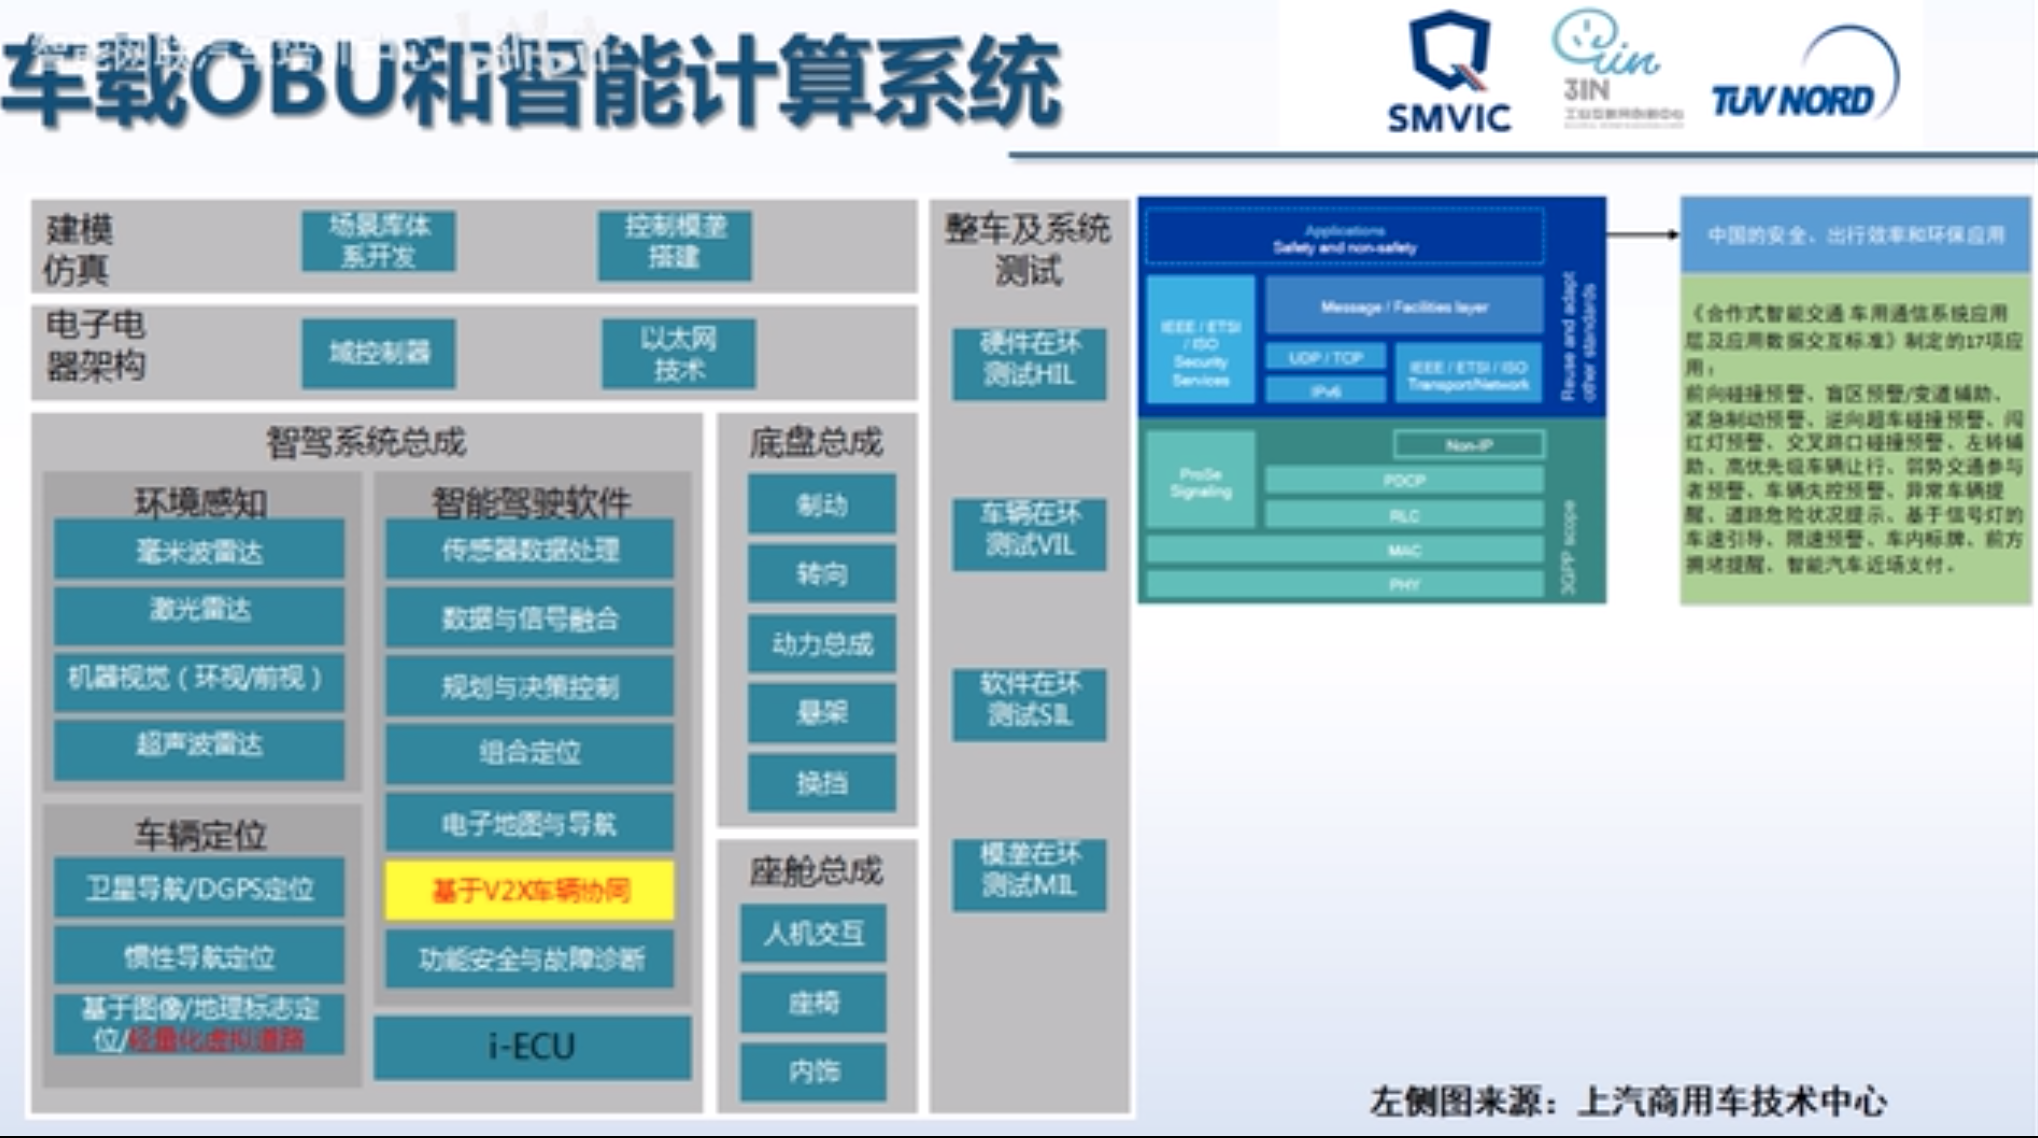 车载OBU和智能计算系统
智能网联汽车培训中心
bilibili
SMVIC
3IN
工业互联网创新中心
TUV NORD
建模
仿真
场景库体
系开发
控制模垄
搭建
电子电
器架构
域控制器
以太网
技术
智驾系统总成
环境感知
毫米波雷达
激光雷达
机器视觉（环视/前视）
超声波雷达
车辆定位
卫星导航/DGPS定位
惯性导航定位
基于图像/地理标志定
位/轻量化虚拟道路
智能驾驶软件
传感器数据处理
数据与信号融合
规划与决策控制
组合定位
电子地图与导航
基于V2X车辆协同
功能安全与故障诊断
i-ECU
底盘总成
制动
转向
动力总成
悬架
换挡
座舱总成
人机交互
座椅
内饰
整车及系统
测试
硬件在环
测试HIL
车辆在环
测试VIL
软件在环
测试SIL
模垄在环
测试MIL
Applications
Safety and non-safety
IEEE / ETSI
/ ISO
Security
Services
Message / Facilities layer
UDP / TCP
IPv6
IEEE / ETSI / ISO
Transport/Network
Reuse and adapt
other standards
ProSe
Signaling
Non-IP
PDCP
RLC
MAC
PHY
3GPP scope
中国的安全、出行效率和环保应用
《合作式智能交通 车用通信系统应用
层及应用数据交互标准》制定的17项应
用：
前向碰撞预警、盲区预警/变道辅助、
紧急制动预警、逆向超车碰撞预警、闯
红灯预警、交叉路口碰撞预警、左转辅
助、高优先级车辆让行、弱势交通参与
者预警、车辆失控预警、异常车辆提
醒、道路危险状况提示、基于信号灯的
车速引导、限速预警、车内标牌、前方
拥堵提醒、智能汽车近场支付。
左侧图来源：上汽商用车技术中心